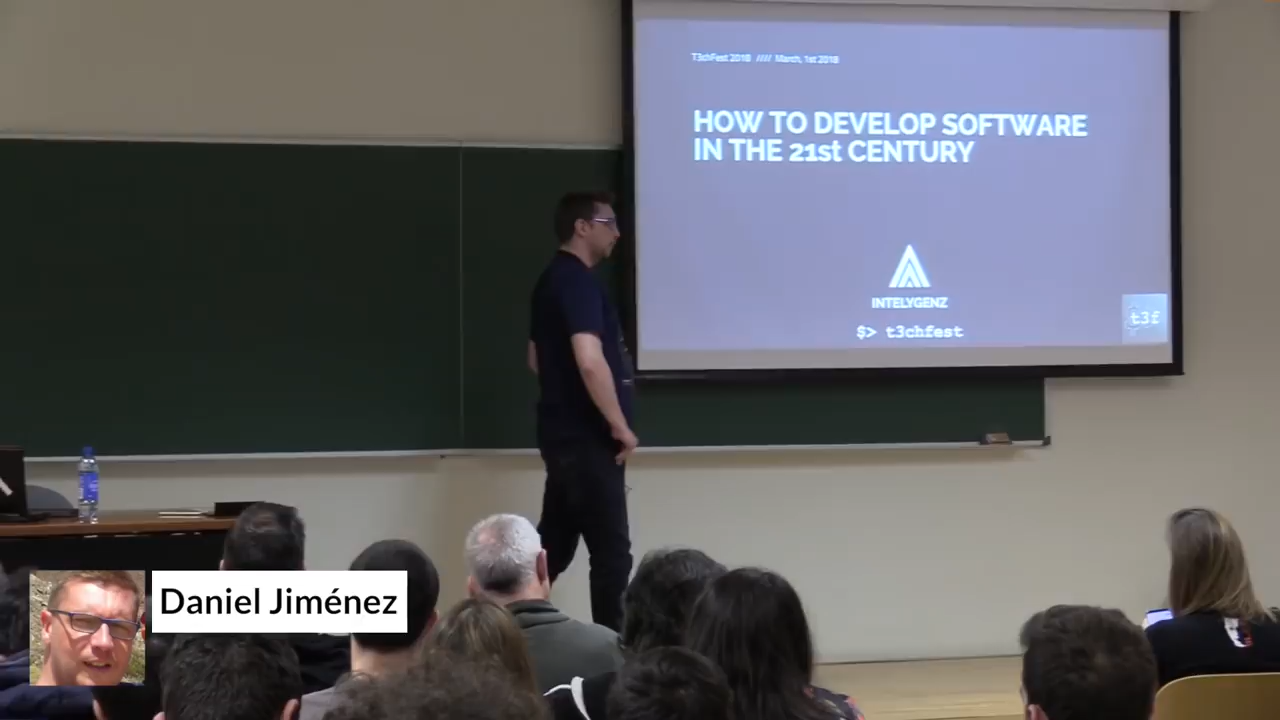 T3chFest 2018 //// March, 1st 2018
HOW TO DEVELOP SOFTWARE
IN THE 21st CENTURY
INTELYGENZ
$> t3chfest
t3f
Daniel Jiménez